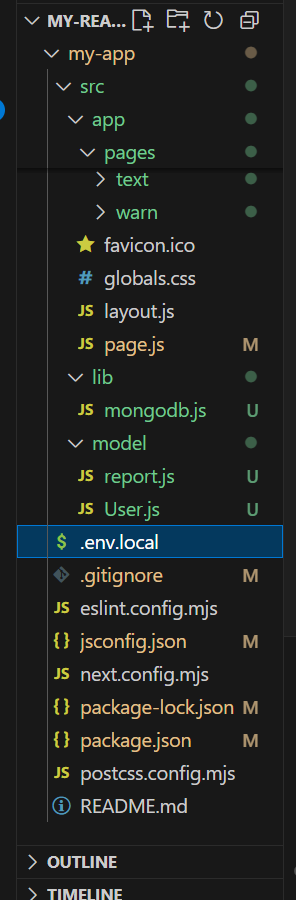 MY-REA...
my-app
src
app
pages
text
warn
favicon.ico
# globals.css
JS layout.js
JS page.js M
lib
JS mongodb.js U
model
JS report.js U
JS User.js U
$ .env.local
.gitignore M
JS eslint.config.mjs
{} jsconfig.json M
JS next.config.mjs
{} package-lock.json M
{} package.json M
JS postcss.config.mjs
README.md
OUTLINE
TIMELINE